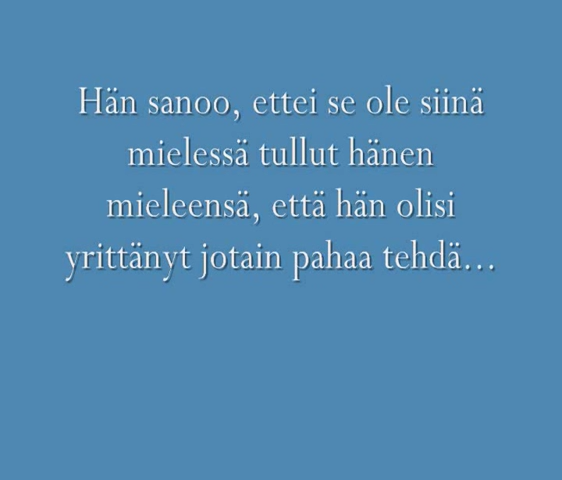 Hän sanoo, ettei se ole siinä
mielessä tullut hänen
mieleensä, että hän olisi
yrittänyt jotain pahaa tehdä...